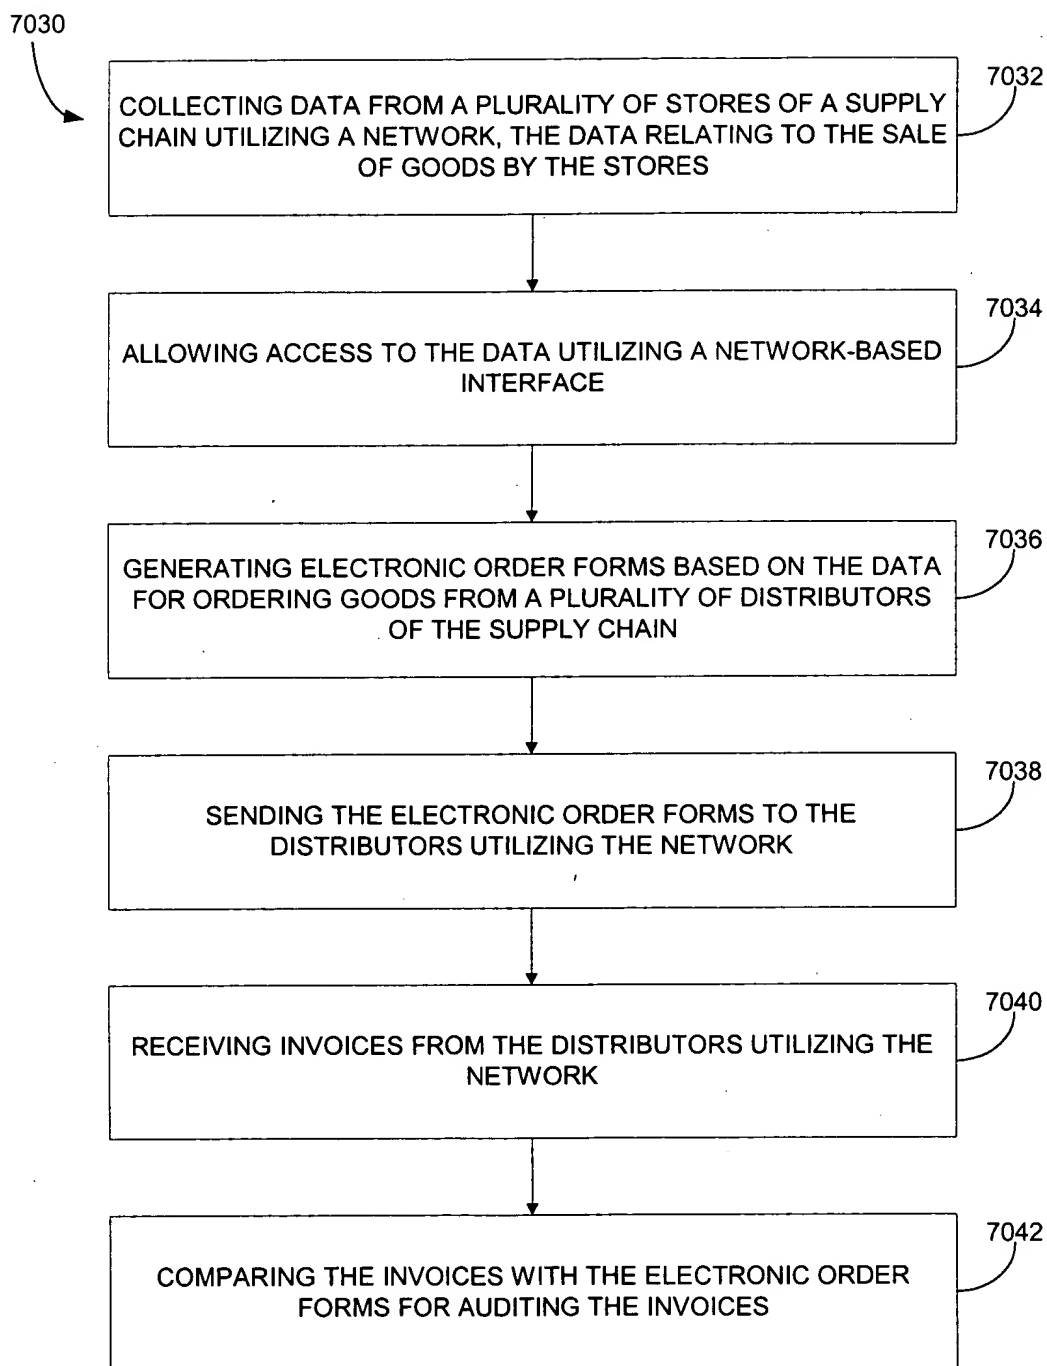 7030
7032
COLLECTING DATA FROM A PLURALITY OF STORES OF A SUPPLY
CHAIN UTILIZING A NETWORK, THE DATA RELATING TO THE SALE
OF GOODS BY THE STORES
7034
ALLOWING ACCESS TO THE DATA UTILIZING A NETWORK-BASED
INTERFACE
7036
GENERATING ELECTRONIC ORDER FORMS BASED ON THE DATA
FOR ORDERING GOODS FROM A PLURALITY OF DISTRIBUTORS
OF THE SUPPLY CHAIN
7038
SENDING THE ELECTRONIC ORDER FORMS TO THE
DISTRIBUTORS UTILIZING THE NETWORK
7040
RECEIVING INVOICES FROM THE DISTRIBUTORS UTILIZING THE
NETWORK
7042
COMPARING THE INVOICES WITH THE ELECTRONIC ORDER
FORMS FOR AUDITING THE INVOICES